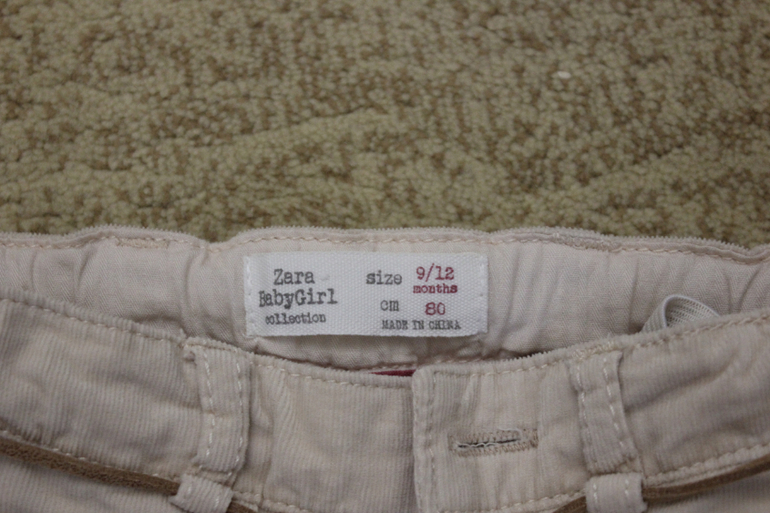 Zara
BabyGirl
collection
size 9/12
months
cm 80
MADE IN CHINA